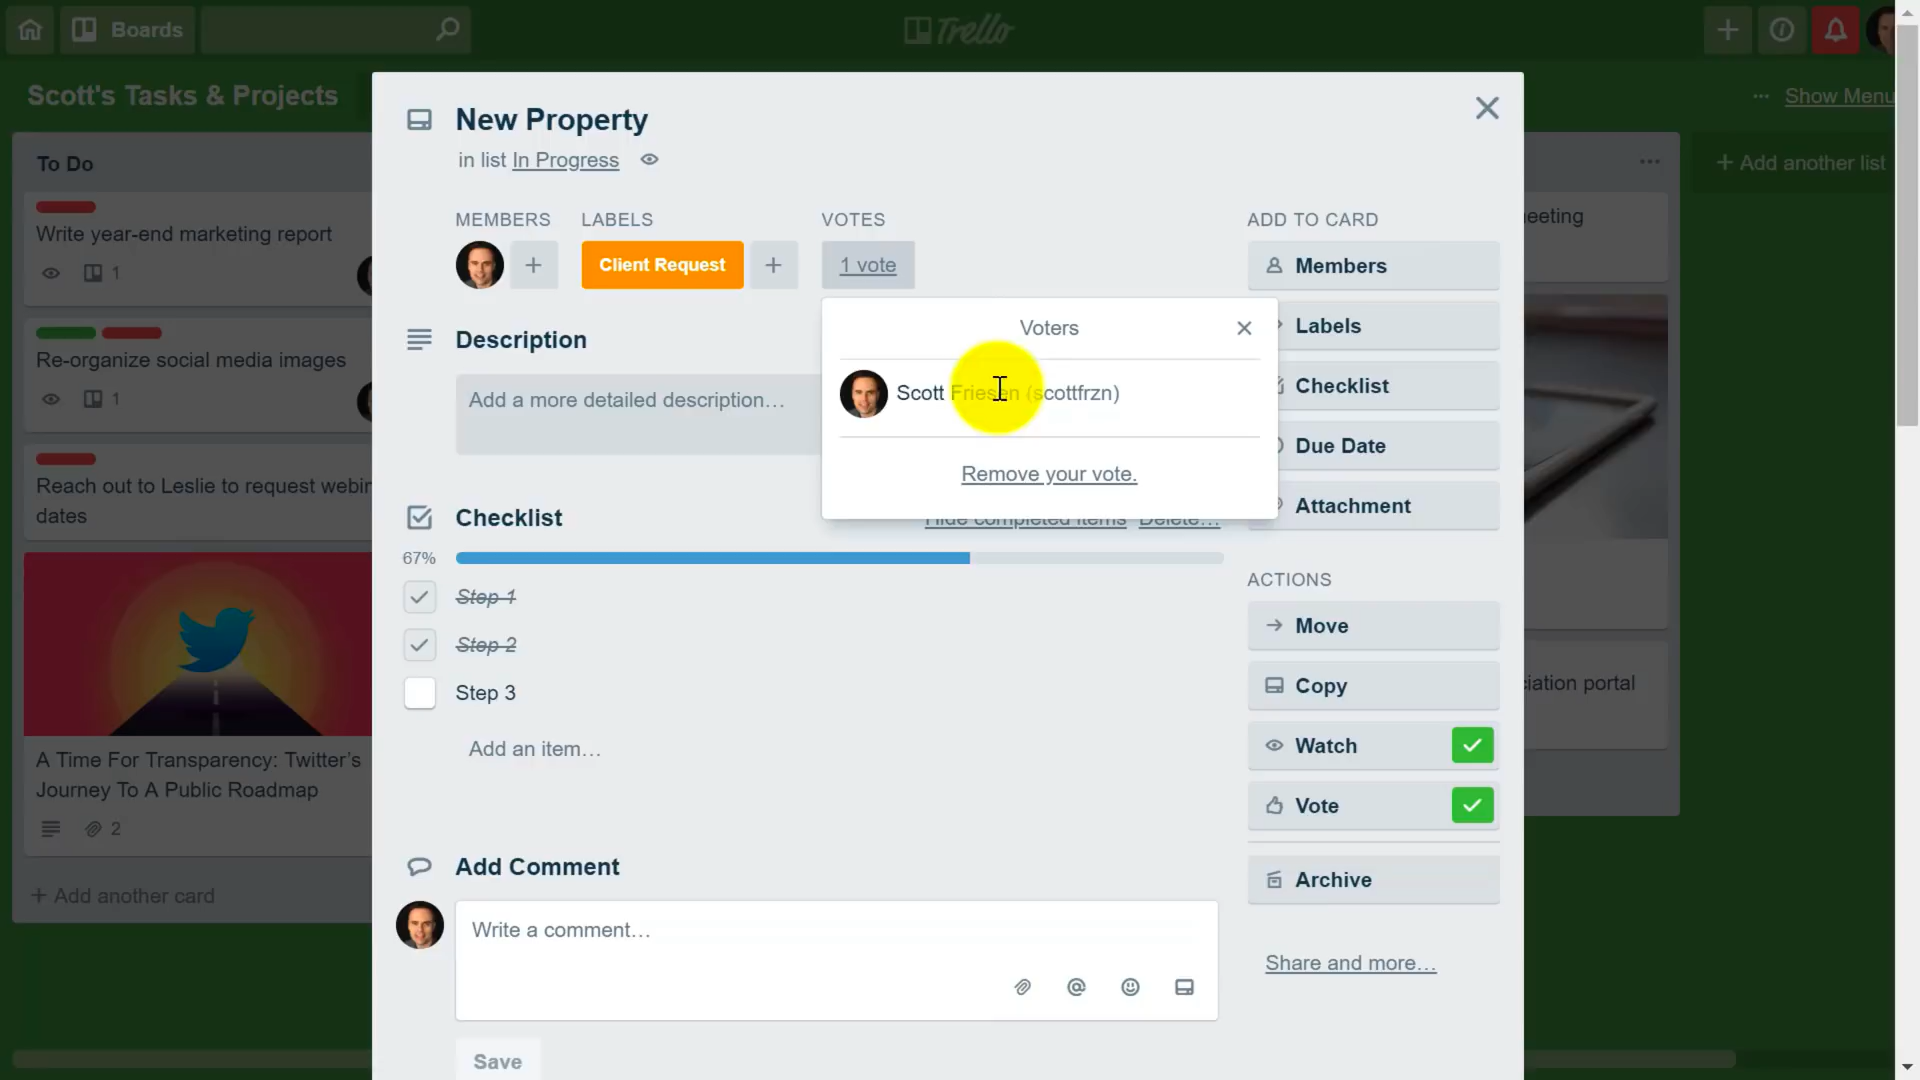 Boards
Trello
Scott's Tasks & Projects
Show Menu
To Do
Write year-end marketing report
1
Re-organize social media images
1
Reach out to Leslie to request
dates
A Time For Transparency: Twitter's
Journey To A Public Roadmap
2
+ Add another card
New Property
in list In Progress
MEMBERS
LABELS
VOTES
+
Client Request
+
1 vote
Description
Add a more detailed description…
Voters
Scott Friesen (scottfrzn)
Remove your vote.
Checklist
Hide completed items
Delete…
67%
Step 1
Step 2
Step 3
Add an item…
Add Comment
Write a comment…
@
Save
ADD TO CARD
Members
Labels
Checklist
Due Date
Attachment
ACTIONS
Move
Copy
Watch
Vote
Archive
Share and more…
+ Add another list
portal